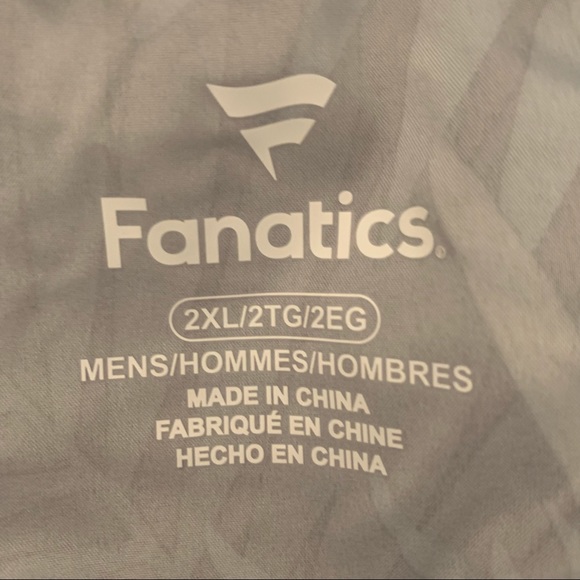 Fanatics®
2XL/2TG/2EG
MENS/HOMMES/HOMBRES
MADE IN CHINA
FABRIQUÉ EN CHINE
HECHO EN CHINA